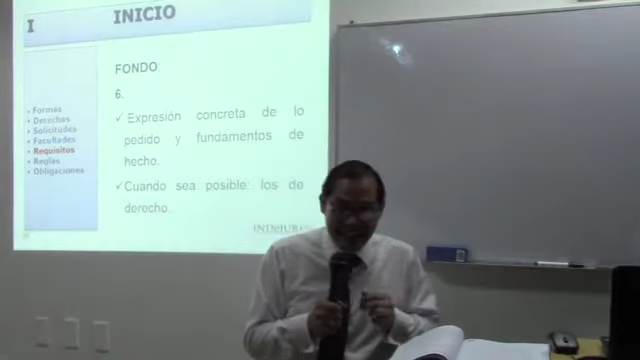 I
INICIO
FONDO:
6.
✓ Expresión concreta de lo
pedido y fundamentos de
hecho.
✓ Cuando sea posible: los de
derecho.
• Formas
• Derechos
• Solicitudes
• Facultades
• Requisitos
• Reglas
• Obligaciones